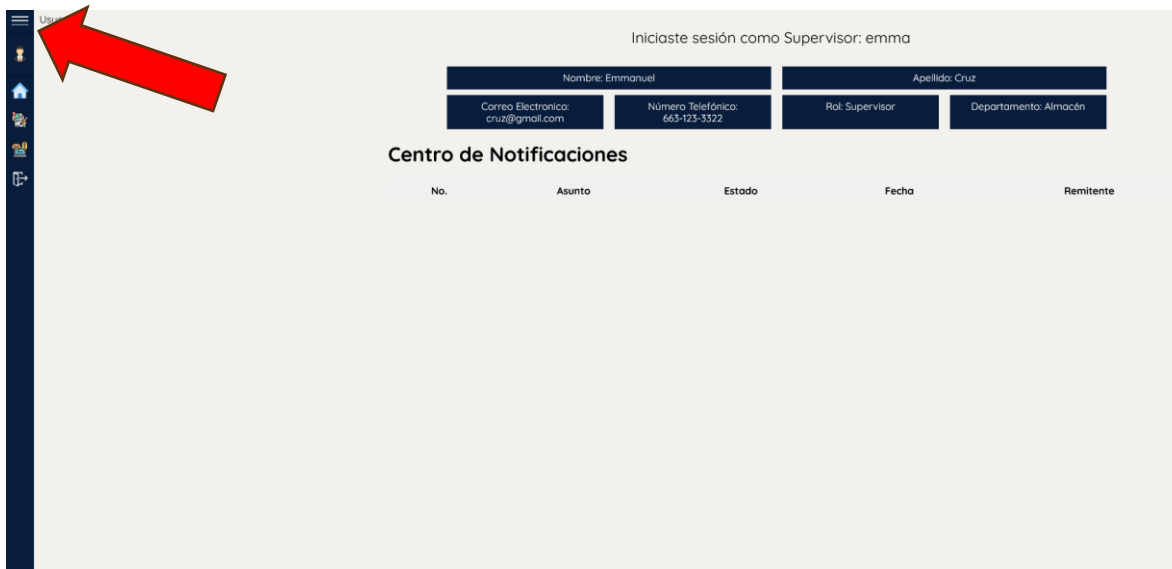 Iniciaste sesión como Supervisor: emma
Nombre: Emmanuel
Apellido: Cruz
Correo Electronico:
cruz@gmail.com
Número Telefónico:
663-123-3322
Rol: Supervisor
Departamento: Almacén
Centro de Notificaciones
No. Asunto Estado Fecha Remitente